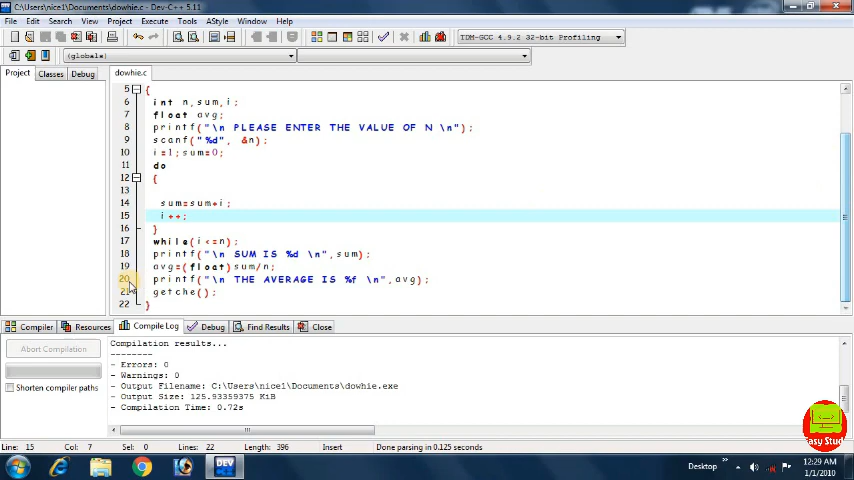 C:\Users\nice1\Documents\dowhie.c - Dev-C++ 5.11
File Edit Search View Project Execute Tools AStyle Window Help
TDM-GCC 4.9.2 32-bit Profiling
(globals)
Project Classes Debug dowhie.c
5 {
6 int n,sum,i;
7 float avg;
8 printf("\n PLEASE ENTER THE VALUE OF N \n");
9 scanf("%d", &n);
10 i=1;sum=0;
11 do
12 {
13
14 sum=sum+i;
15 i++;
16 }
17 while(i<=n);
18 printf("\n SUM IS %d \n",sum);
19 avg=(float)sum/n;
20 printf("\n THE AVERAGE IS %f \n",avg);
21 getche();
22 }
Compiler Resources Compile Log Debug Find Results Close
Abort Compilation
Shorten compiler paths
Compilation results...
--------
- Errors: 0
- Warnings: 0
- Output Filename: C:\Users\nice1\Documents\dowhie.exe
- Output Size: 125.93359375 KiB
- Compilation Time: 0.72s
Line: 15 Col: 7 Sel: 0 Lines: 22 Length: 396 Insert Done parsing in 0.125 seconds
Easy Stud
DEV
Desktop
12:29 AM
1/1/2010